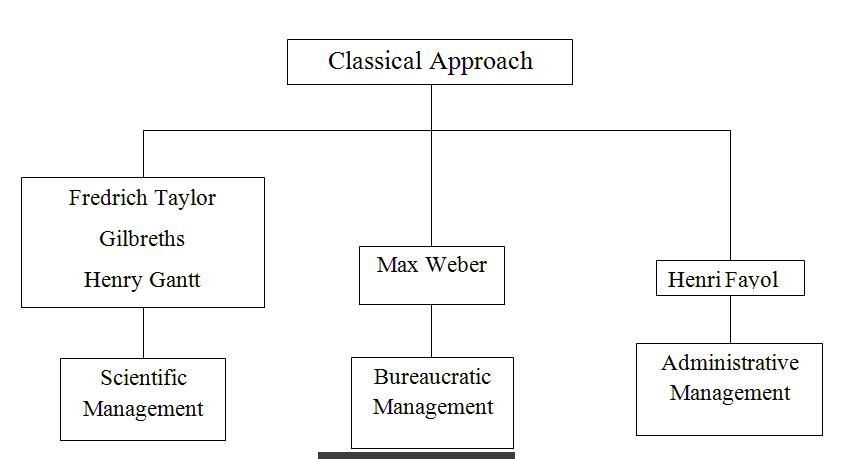 Classical Approach
Fredrich Taylor
Gilbreths
Henry Gantt
Max Weber
Henri Fayol
Scientific
Management
Bureaucratic
Management
Administrative
Management